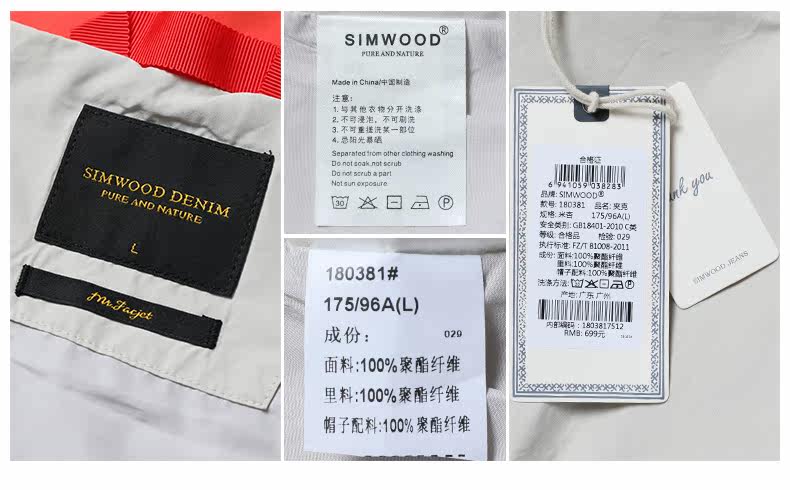 SIMWOOD DENIM
PURE AND NATURE
L
Mr.Jacjet
SIMWOOD®
PURE AND NATURE
Made in China/中国制造
注意:
1. 与其他衣物分开洗涤
2. 不可浸泡，不可刷洗
3. 不可重搓洗某一部位
4. 忌阳光暴晒
Separated from other clothing washing
Do not soak,not scrub
Do not scrub a part
Not sun exposure
30
P
180381#
175/96A(L)
成份: 029
面料:100%聚酯纤维
里料:100%聚酯纤维
帽子配料:100%聚酯纤维
合格证
6 941059 038283
品牌: SIMWOOD®
款号: 180381 品名: 夹克
规格: 米杏 175/96A(L)
安全类别: GB18401-2010 C类
等级: 合格品 检验: 029
执行标准: FZ/T 81008-2011
成份: 面料:100%聚酯纤维
里料:100%聚酯纤维
帽子配料:100%聚酯纤维
洗涤方法:
产地: 广东 广州
内部编码: 1803817512
RMB: 699元
you
SIMWOOD JEANS